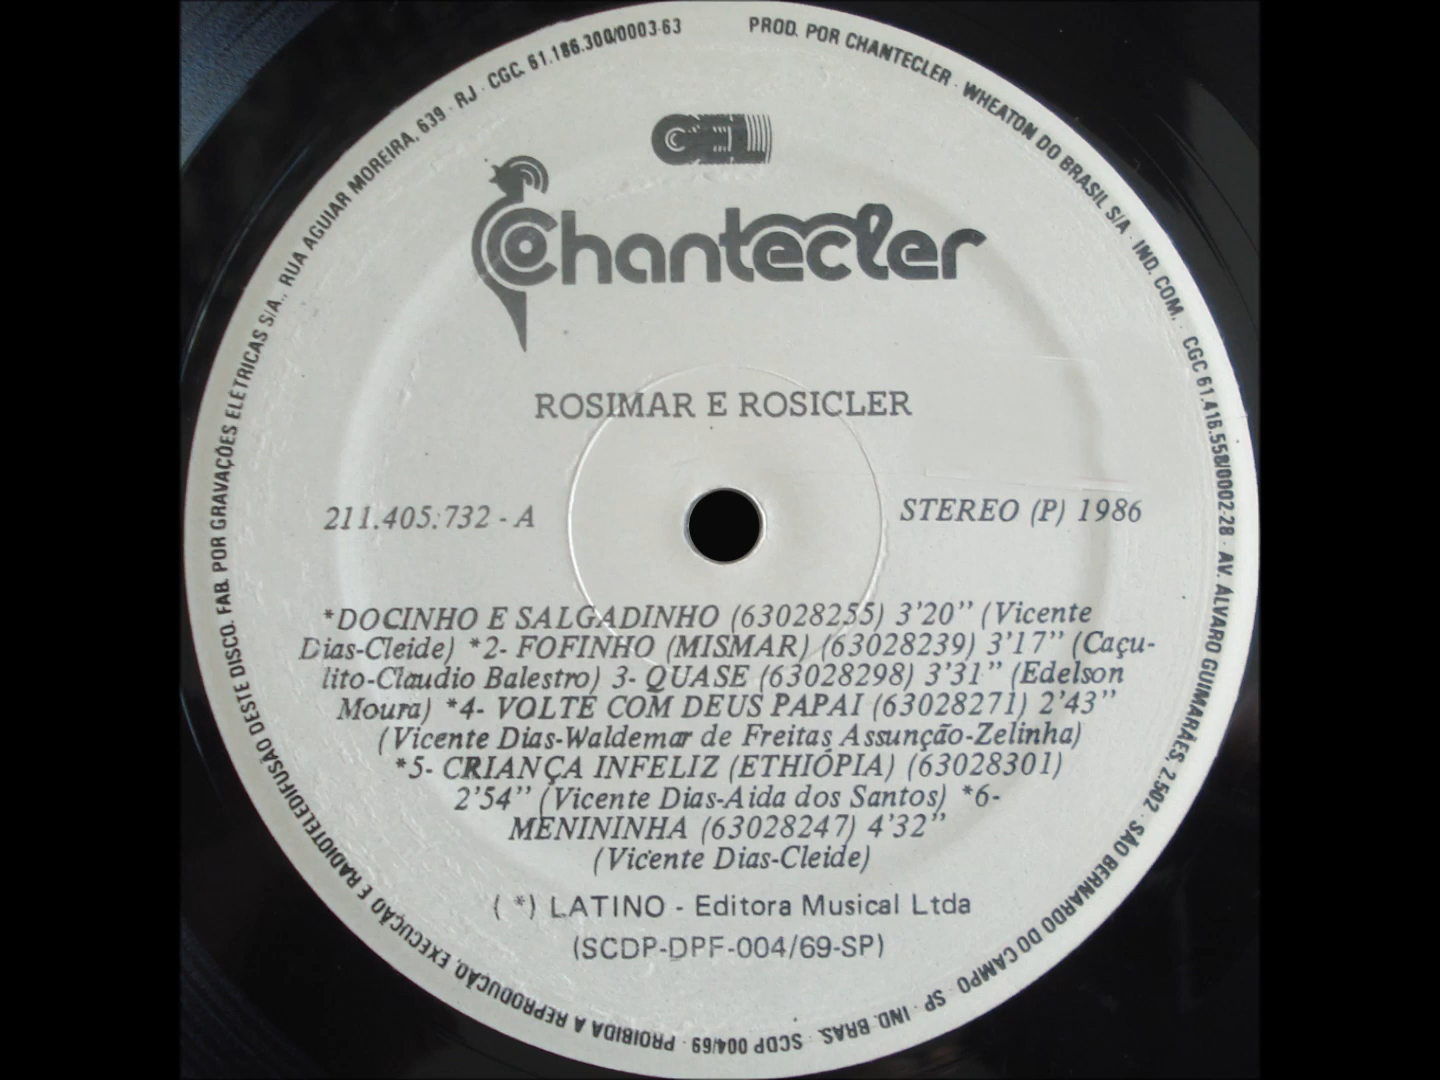 PROD. POR CHANTECLER · WHEATON DO BRASIL S/A · IND. COM. · CGC 61.416.558/0002-28 · AV. ÁLVARO GUIMARÃES, 2.502 · SÃO BERNARDO DO CAMPO · SP · IND. BRAS. SCDP 004/69 · PROIBIDA A REPRODUÇÃO, EXECUÇÃO E RADIOTELEDIFUSÃO DESTE DISCO. FAB. POR GRAVAÇÕES ELÉTRICAS S/A., RUA AGUIAR MOREIRA, 639 · RJ · CGC. 61.186.300/0003-63
GEL
Chantecler
ROSIMAR E ROSICLER
211.405.732 - A
STEREO (P) 1986
*DOCINHO E SALGADINHO (63028255) 3'20'' (Vicente
Dias-Cleide) *2- FOFINHO (MISMAR) (63028239) 3'17'' (Caçu-
lito-Claudio Balestro) 3- QUASE (63028298) 3'31'' (Edelson
Moura) *4- VOLTE COM DEUS PAPAI (63028271) 2'43''
(Vicente Dias-Waldemar de Freitas Assunção-Zelinha)
*5- CRIANÇA INFELIZ (ETHIÓPIA) (63028301)
2'54'' (Vicente Dias-Aida dos Santos) *6-
MENININHA (63028247) 4'32''
(Vicente Dias-Cleide)
( *) LATINO - Editora Musical Ltda
(SCDP-DPF-004/69-SP)